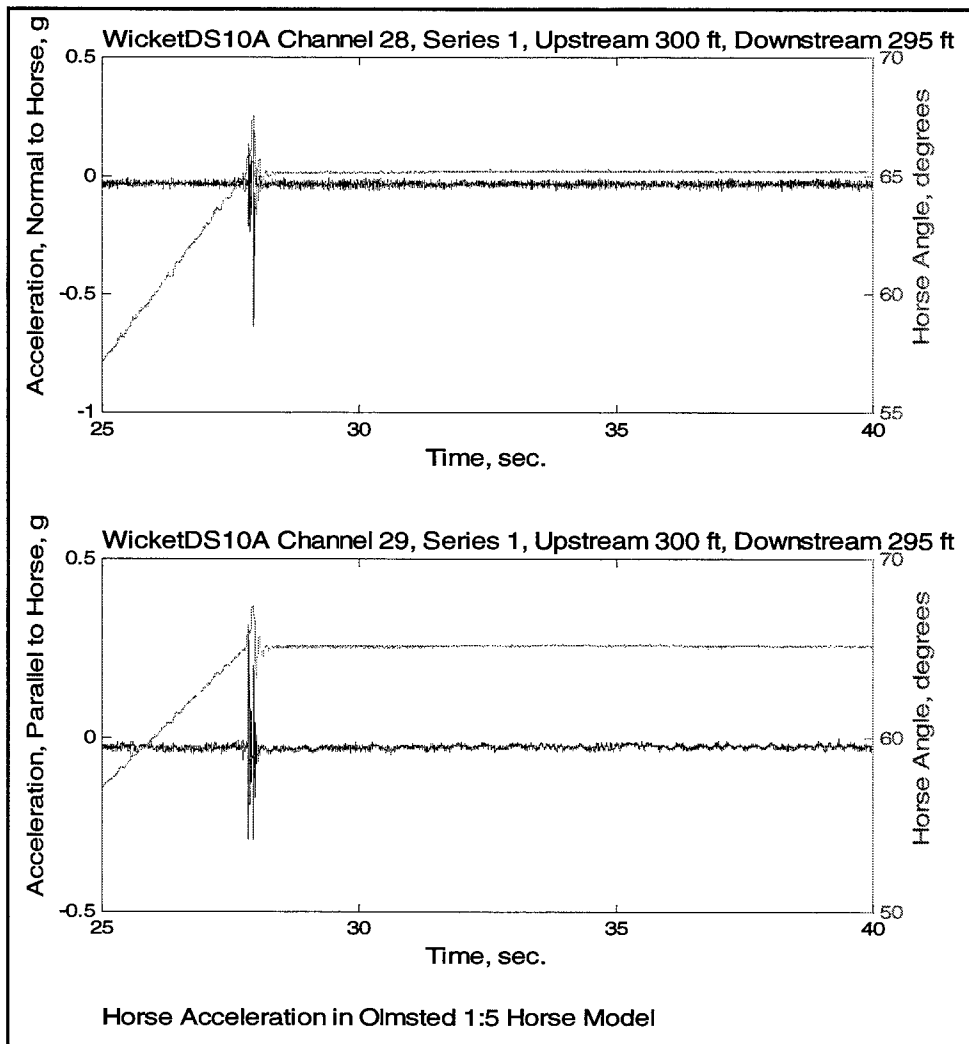 WicketDS10A Channel 28, Series 1, Upstream 300 ft, Downstream 295 ft
Acceleration, Normal to Horse, g
0.5
0
-0.5
-1
70
65
60
55
Horse Angle, degrees
25
30
35
40
Time, sec.
WicketDS10A Channel 29, Series 1, Upstream 300 ft, Downstream 295 ft
Acceleration, Parallel to Horse, g
0.5
0
-0.5
70
60
50
Horse Angle, degrees
25
30
35
40
Time, sec.
Horse Acceleration in Olmsted 1:5 Horse Model